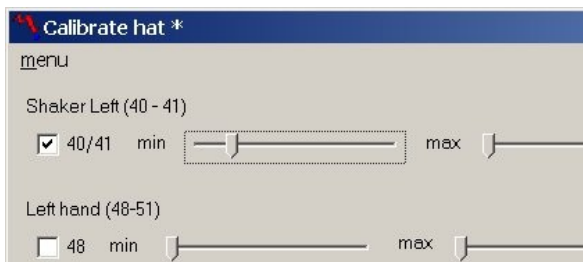 Calibrate hat *
menu
Shaker Left (40 - 41)
40/41 min max
Left hand (48-51)
48 min max